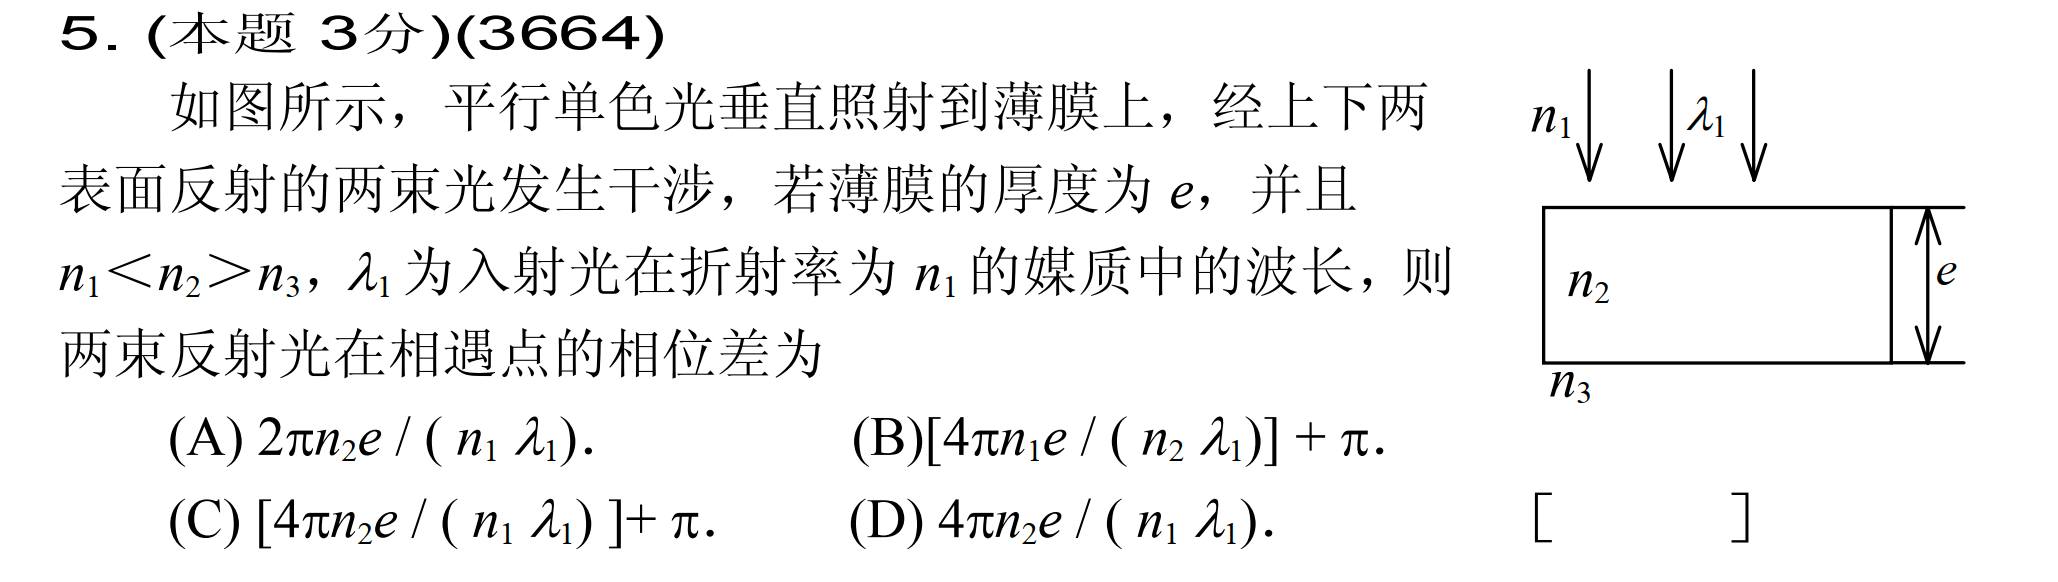 5. (本题 3分)(3664)
如图所示，平行单色光垂直照射到薄膜上，经上下两
表面反射的两束光发生干涉，若薄膜的厚度为 e，并且
n₁＜n₂＞n₃，λ₁ 为入射光在折射率为 n₁ 的媒质中的波长，则
两束反射光在相遇点的相位差为
(A) 2πn₂e / ( n₁ λ₁). (B)[4πn₁e / ( n₂ λ₁)] + π.
(C) [4πn₂e / ( n₁ λ₁) ]+ π. (D) 4πn₂e / ( n₁ λ₁). [ ]
n₁ λ₁
n₂ e
n₃